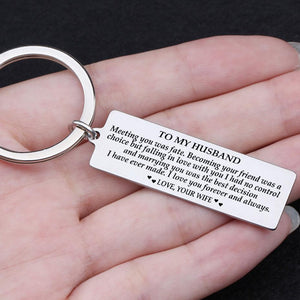 TO MY HUSBAND
Meeting you was fate. Becoming your friend was a
choice but falling in love with you I had no control
and marrying you was the best decision
I have ever made. I love you forever and always.
LOVE, YOUR WIFE